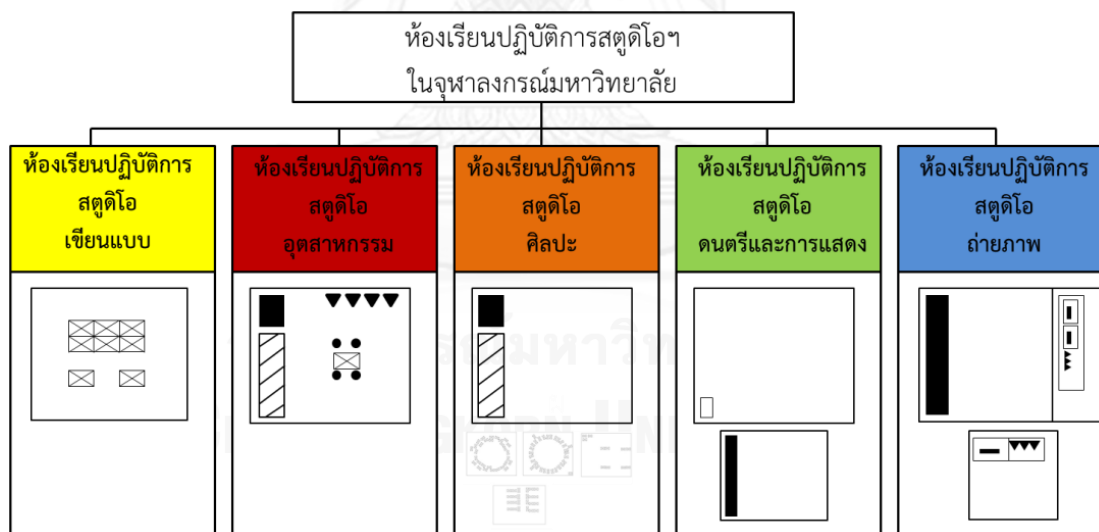 ห้องเรียนปฏิบัติการสตูดิโอฯ
ในจุฬาลงกรณ์มหาวิทยาลัย
ห้องเรียนปฏิบัติการ
สตูดิโอ
เขียนแบบ
ห้องเรียนปฏิบัติการ
สตูดิโอ
อุตสาหกรรม
ห้องเรียนปฏิบัติการ
สตูดิโอ
ศิลปะ
ห้องเรียนปฏิบัติการ
สตูดิโอ
ดนตรีและการแสดง
ห้องเรียนปฏิบัติการ
สตูดิโอ
ถ่ายภาพ